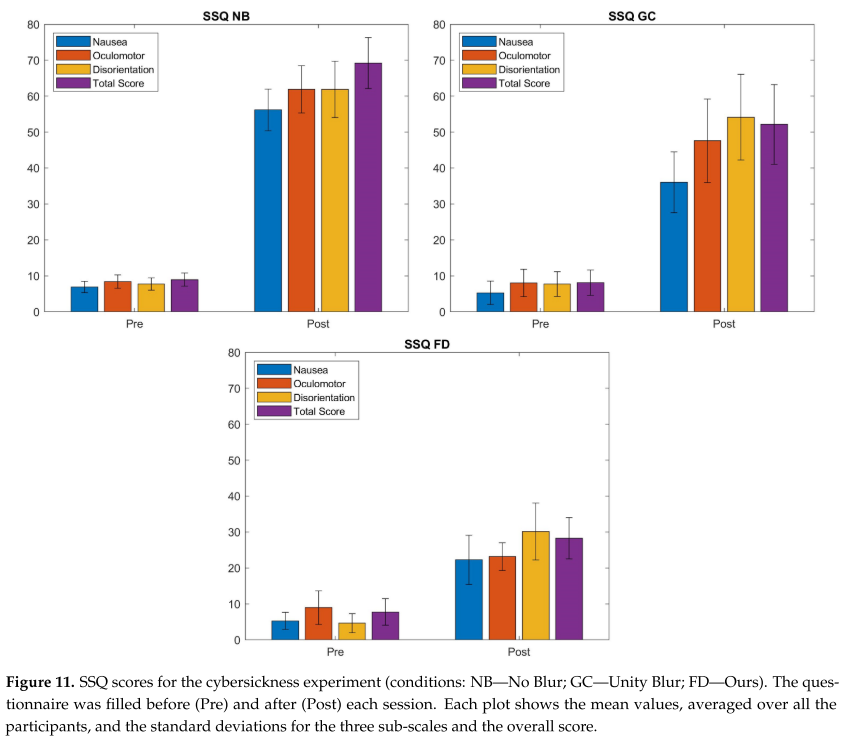 SSQ NB
80
70
60
50
40
30
20
10
0
Nausea
Oculomotor
Disorientation
Total Score
Pre
Post
SSQ GC
80
70
60
50
40
30
20
10
0
Nausea
Oculomotor
Disorientation
Total Score
Pre
Post
SSQ FD
80
70
60
50
40
30
20
10
0
Nausea
Oculomotor
Disorientation
Total Score
Pre
Post
Figure 11. SSQ scores for the cybersickness experiment (conditions: NB—No Blur; GC—Unity Blur; FD—Ours). The ques-
tionnaire was filled before (Pre) and after (Post) each session. Each plot shows the mean values, averaged over all the
participants, and the standard deviations for the three sub-scales and the overall score.